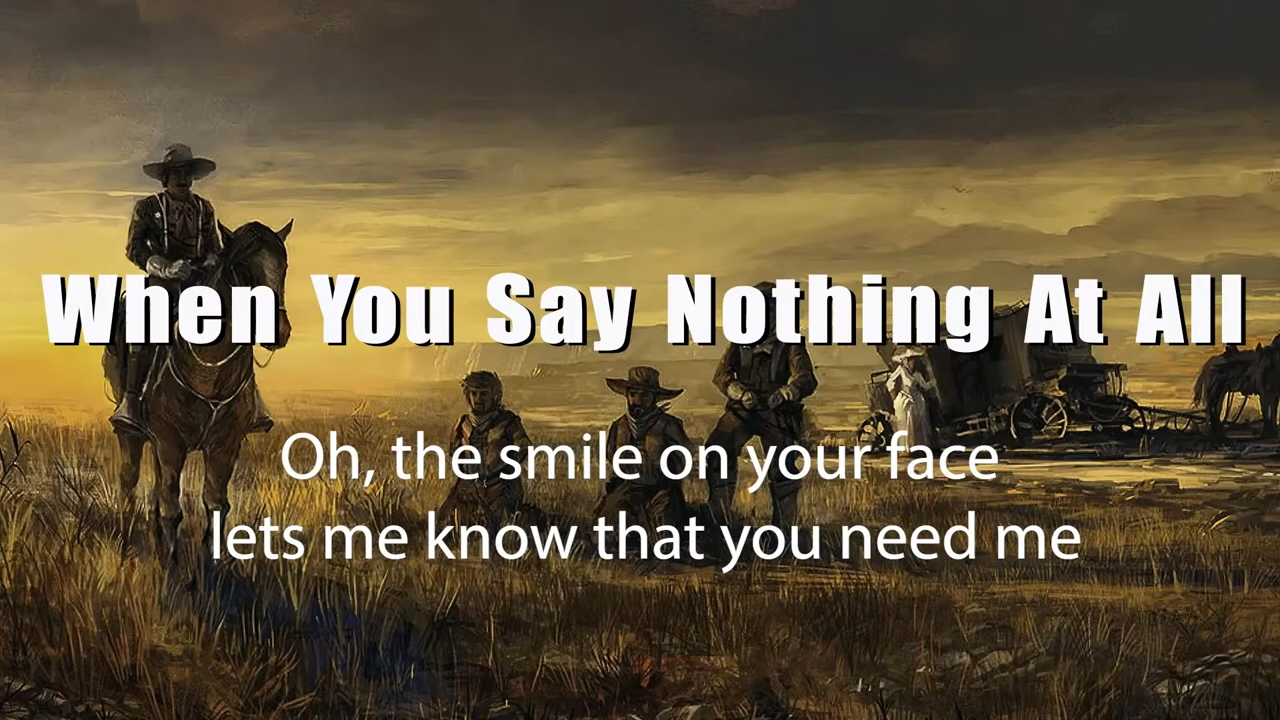 When You Say Nothing At All
Oh, the smile on your face
lets me know that you need me